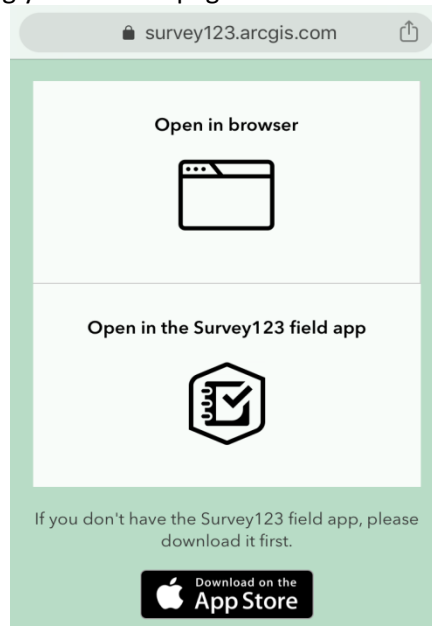 survey123.arcgis.com
Open in browser
Open in the Survey123 field app
If you don't have the Survey123 field app, please
download it first.
Download on the
App Store